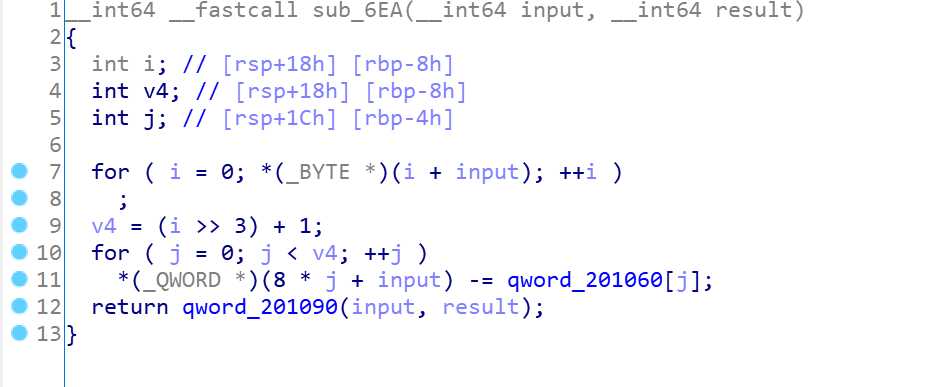 1 __int64 __fastcall sub_6EA(__int64 input, __int64 result)
2 {
3   int i; // [rsp+18h] [rbp-8h]
4   int v4; // [rsp+18h] [rbp-8h]
5   int j; // [rsp+1Ch] [rbp-4h]
6
7   for ( i = 0; *(_BYTE *)(i + input); ++i )
8     ;
9   v4 = (i >> 3) + 1;
10   for ( j = 0; j < v4; ++j )
11     *(_QWORD *)(8 * j + input) -= qword_201060[j];
12   return qword_201090(input, result);
13 }